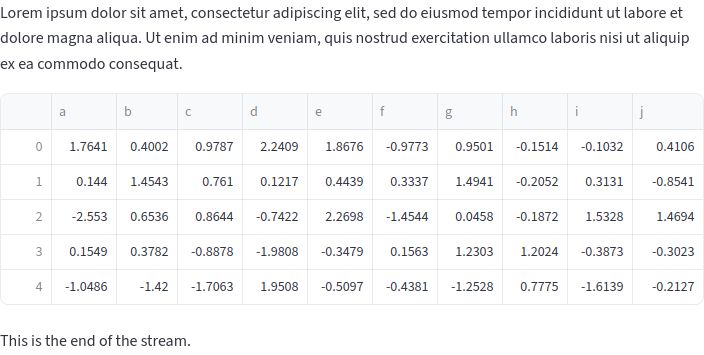 Lorem ipsum dolor sit amet, consectetur adipiscing elit, sed do eiusmod tempor incididunt ut labore et
dolore magna aliqua. Ut enim ad minim veniam, quis nostrud exercitation ullamco laboris nisi ut aliquip
ex ea commodo consequat.
a b c d e f g h i j
0 1.7641 0.4002 0.9787 2.2409 1.8676 -0.9773 0.9501 -0.1514 -0.1032 0.4106
1 0.144 1.4543 0.761 0.1217 0.4439 0.3337 1.4941 -0.2052 0.3131 -0.8541
2 -2.553 0.6536 0.8644 -0.7422 2.2698 -1.4544 0.0458 -0.1872 1.5328 1.4694
3 0.1549 0.3782 -0.8878 -1.9808 -0.3479 0.1563 1.2303 1.2024 -0.3873 -0.3023
4 -1.0486 -1.42 -1.7063 1.9508 -0.5097 -0.4381 -1.2528 0.7775 -1.6139 -0.2127
This is the end of the stream.